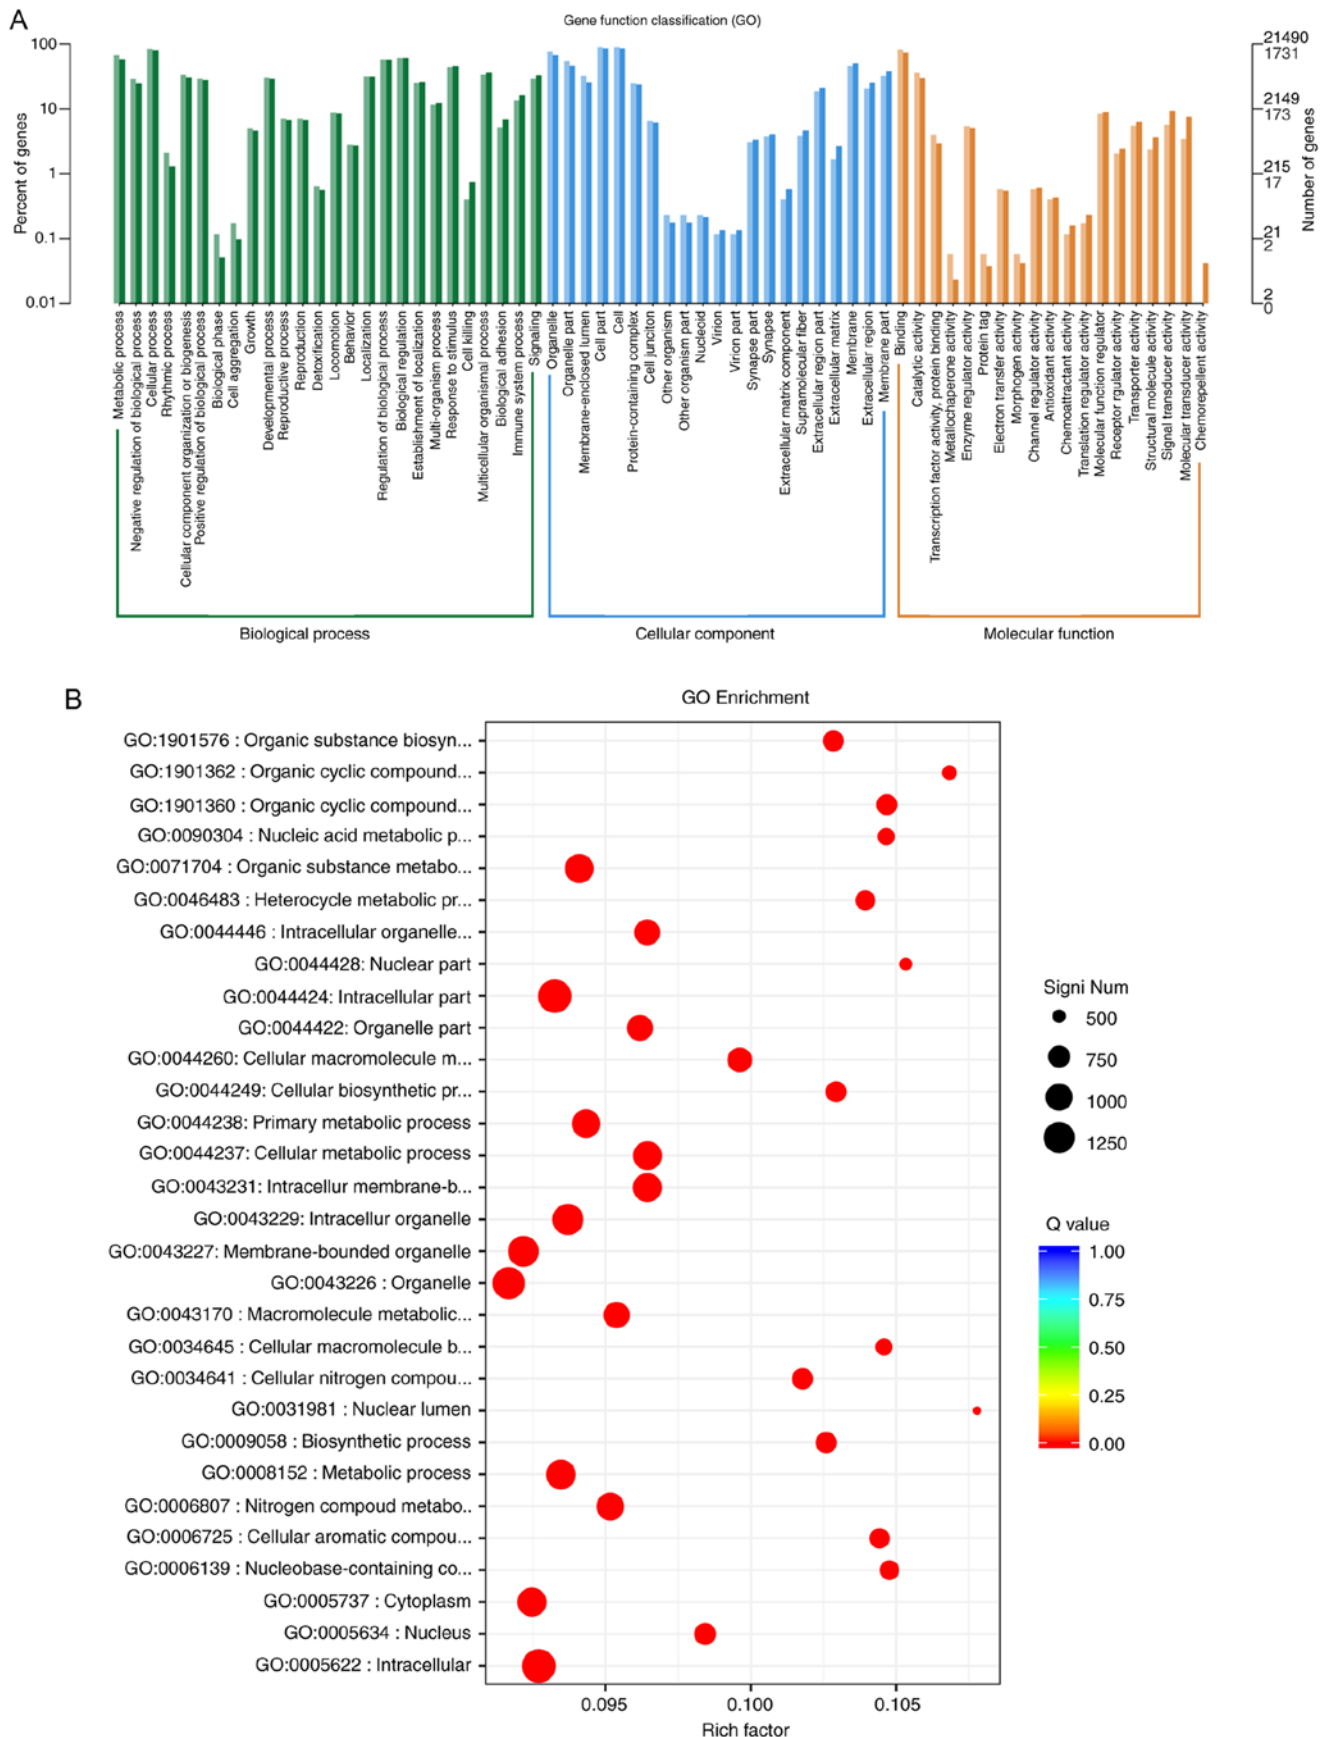 A
Gene function classification (GO)
Percent of genes
100
10
1
0.1
0.01
21490
1731
2149
173
215
17
21
2
2
0
Number of genes
Metabolic process
Negative regulation of biological process
Cellular process
Rhythmic process
Cellular component organization or biogenesis
Positive regulation of biological process
Biological phase
Cell aggregation
Growth
Developmental process
Reproductive process
Reproduction
Detoxification
Locomotion
Behavior
Localization
Regulation of biological process
Biological regulation
Establishment of localization
Multi-organism process
Response to stimulus
Cell killing
Multicellular organismal process
Biological adhesion
Immune system process
Signaling
Organelle
Organelle part
Membrane-enclosed lumen
Cell part
Cell
Protein-containing complex
Cell junciton
Other organism
Other organism part
Nucleoid
Virion
Virion part
Synapse part
Synapse
Extracellular matrix component
Supramolecular fiber
Extracellular region part
Extracellular matrix
Membrane
Extracellular region
Membrane part
Binding
Catalytic activity
Transcription factor activity, protein binding
Metallochaperone activity
Enzyme regulator activity
Protein tag
Electron transfer activity
Morphogen activity
Channel regulator activity
Antioxidant activity
Chemoattractant activity
Translation regulator activity
Molecular function regulator
Receptor rgulator activity
Transporter activity
Structural molecule activity
Signal transducer activity
Molecular transducer activity
Chemorepellent activity
Biological process
Cellular component
Molecular function
B
GO Enrichment
GO:1901576 : Organic substance biosyn...
GO:1901362 : Organic cyclic compound...
GO:1901360 : Organic cyclic compound...
GO:0090304 : Nucleic acid metabolic p...
GO:0071704 : Organic substance metabo...
GO:0046483 : Heterocycle metabolic pr...
GO:0044446 : Intracellular organelle...
GO:0044428: Nuclear part
GO:0044424: Intracellular part
GO:0044422: Organelle part
GO:0044260: Cellular macromolecule m...
GO:0044249: Cellular biosynthetic pr...
GO:0044238: Primary metabolic process
GO:0044237: Cellular metabolic process
GO:0043231: Intracellur membrane-b...
GO:0043229: Intracellur organelle
GO:0043227: Membrane-bounded organelle
GO:0043226 : Organelle
GO:0043170 : Macromolecule metabolic...
GO:0034645 : Cellular macromolecule b...
GO:0034641 : Cellular nitrogen compou...
GO:0031981 : Nuclear lumen
GO:0009058 : Biosynthetic process
GO:0008152 : Metabolic process
GO:0006807 : Nitrogen compoud metabo..
GO:0006725 : Cellular aromatic compou...
GO:0006139 : Nucleobase-containing co...
GO:0005737 : Cytoplasm
GO:0005634 : Nucleus
GO:0005622 : Intracellular
0.095
0.100
0.105
Rich factor
Signi Num
500
750
1000
1250
Q value
1.00
0.75
0.50
0.25
0.00